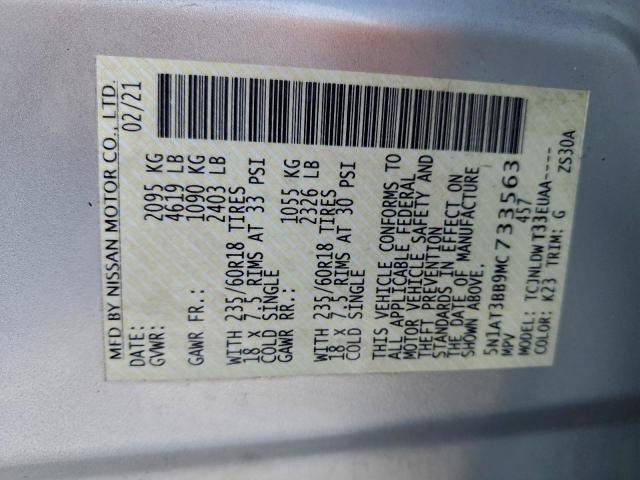 MFD BY NISSAN MOTOR CO., LTD.
DATE: 02/21
GVWR: 2095 KG
4619 LB
GAWR FR.: 1090 KG
2403 LB
WITH 235/60R18 TIRES
18 X 7.5 RIMS AT 33 PSI
COLD SINGLE
GAWR RR.: 1055 KG
2326 LB
WITH 235/60R18 TIRES
18 X 7.5 RIMS AT 30 PSI
COLD SINGLE
THIS VEHICLE CONFORMS TO
ALL APPLICABLE FEDERAL
MOTOR VEHICLE SAFETY AND
THEFT PREVENTION
STANDARDS IN EFFECT ON
THE DATE OF MANUFACTURE
SHOWN ABOVE.
5N1AT3BB9MC733563
MPV 457
MODEL: TCJNLDWT33EUAA----
COLOR: K23 TRIM: G ZS30A